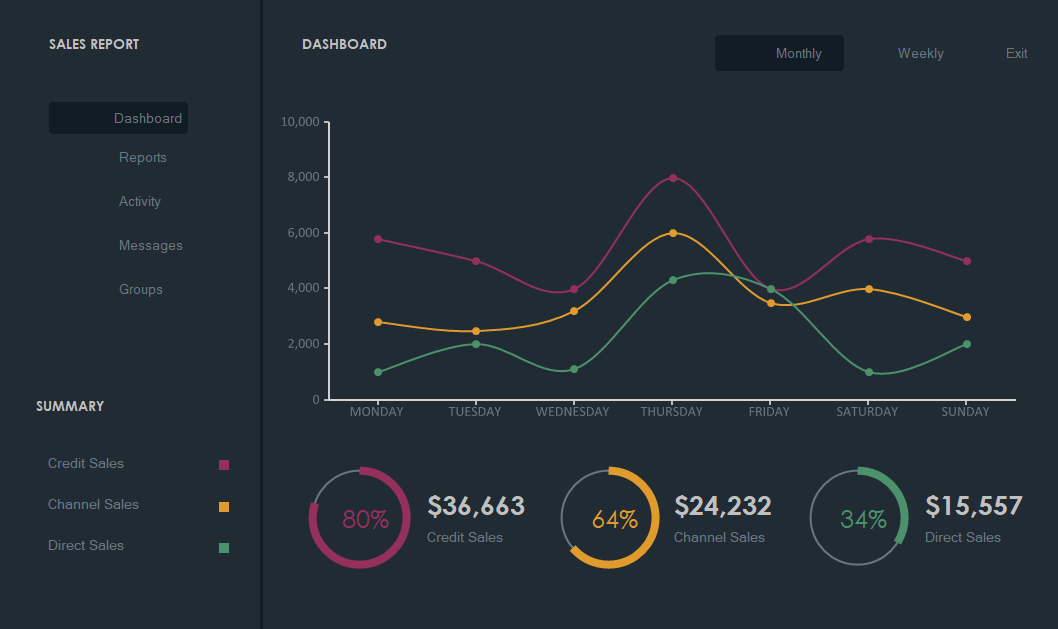 SALES REPORT
Dashboard
Reports
Activity
Messages
Groups
SUMMARY
Credit Sales
Channel Sales
Direct Sales
DASHBOARD
Monthly
Weekly
Exit
10,000
8,000
6,000
4,000
2,000
0
MONDAY TUESDAY WEDNESDAY THURSDAY FRIDAY SATURDAY SUNDAY
80%
$36,663
Credit Sales
64%
$24,232
Channel Sales
34%
$15,557
Direct Sales